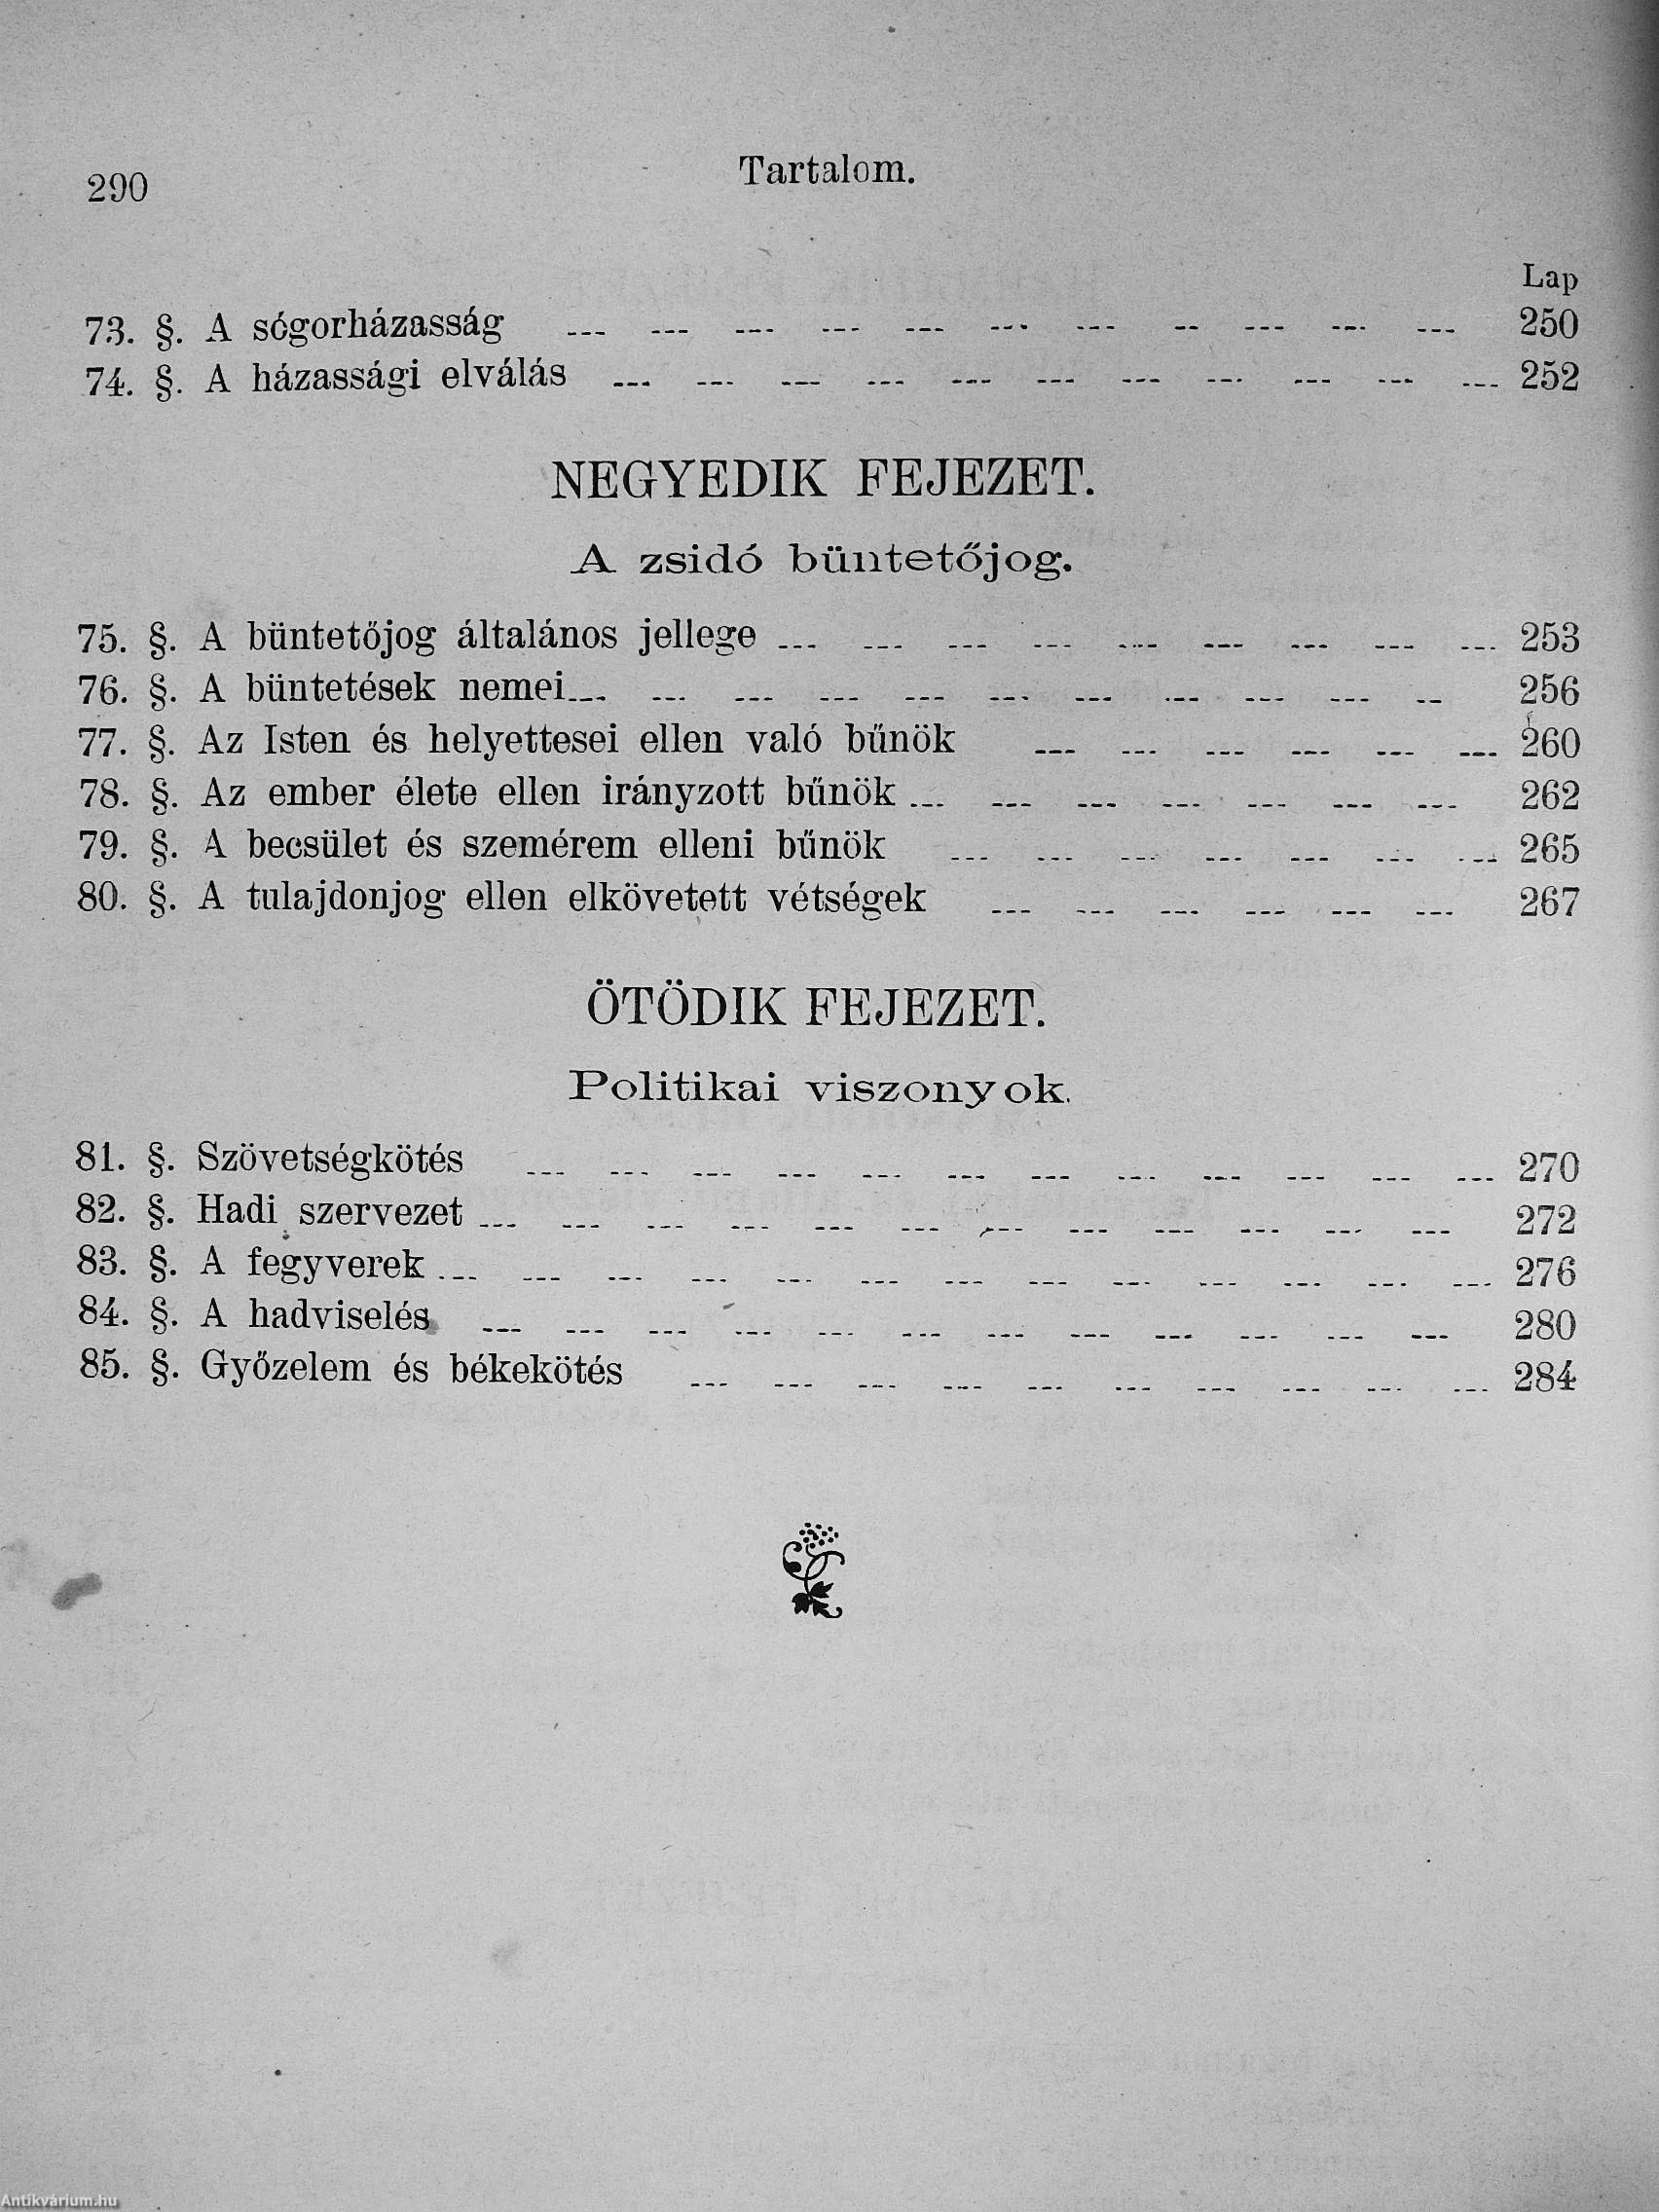 290
Tartalom.
Lap
73. §. A sógorházasság --- --- --- --- --- --- --- --- --- --- --- 250
74. §. A házassági elválás --- --- --- --- --- --- --- --- --- --- --- 252
NEGYEDIK FEJEZET.
A zsidó büntetőjog.
75. §. A büntetőjog általános jellege --- --- --- --- --- --- --- --- --- 253
76. §. A büntetések nemei --- --- --- --- --- --- --- --- --- --- --- 256
77. §. Az Isten és helyettesei ellen való bűnök --- --- --- --- --- --- 260
78. §. Az ember élete ellen irányzott bűnök --- --- --- --- --- --- --- 262
79. §. A becsület és szemérem elleni bűnök --- --- --- --- --- --- --- 265
80. §. A tulajdonjog ellen elkövetett vétségek --- --- --- --- --- --- 267
ÖTÖDIK FEJEZET.
Politikai viszonyok.
81. §. Szövetségkötés --- --- --- --- --- --- --- --- --- --- --- --- 270
82. §. Hadi szervezet --- --- --- --- --- --- --- --- --- --- --- --- 272
83. §. A fegyverek --- --- --- --- --- --- --- --- --- --- --- --- --- 276
84. §. A hadviselés --- --- --- --- --- --- --- --- --- --- --- --- 280
85. §. Győzelem és békekötés --- --- --- --- --- --- --- --- --- --- 284
Antikvárium.hu